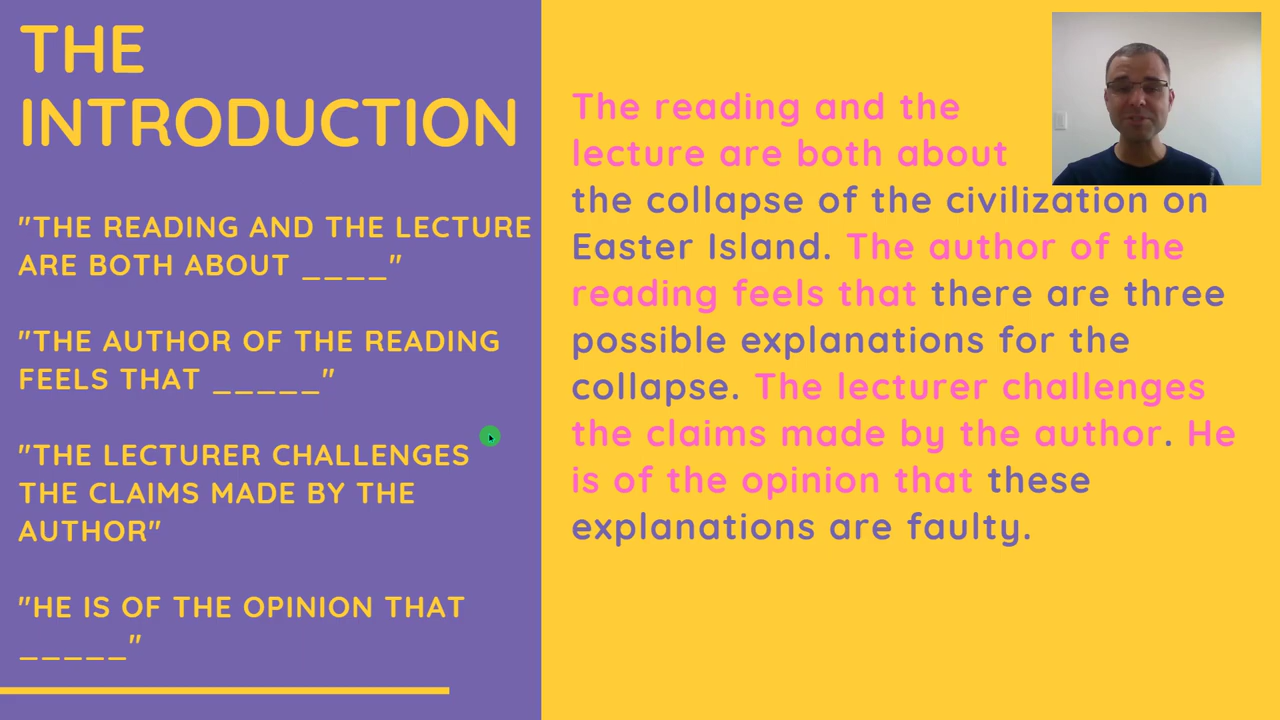 THE
INTRODUCTION
"THE READING AND THE LECTURE
ARE BOTH ABOUT ____"
"THE AUTHOR OF THE READING
FEELS THAT _____"
"THE LECTURER CHALLENGES
THE CLAIMS MADE BY THE
AUTHOR"
"HE IS OF THE OPINION THAT
_____"
The reading and the
lecture are both about
the collapse of the civilization on
Easter Island. The author of the
reading feels that there are three
possible explanations for the
collapse. The lecturer challenges
the claims made by the author. He
is of the opinion that these
explanations are faulty.